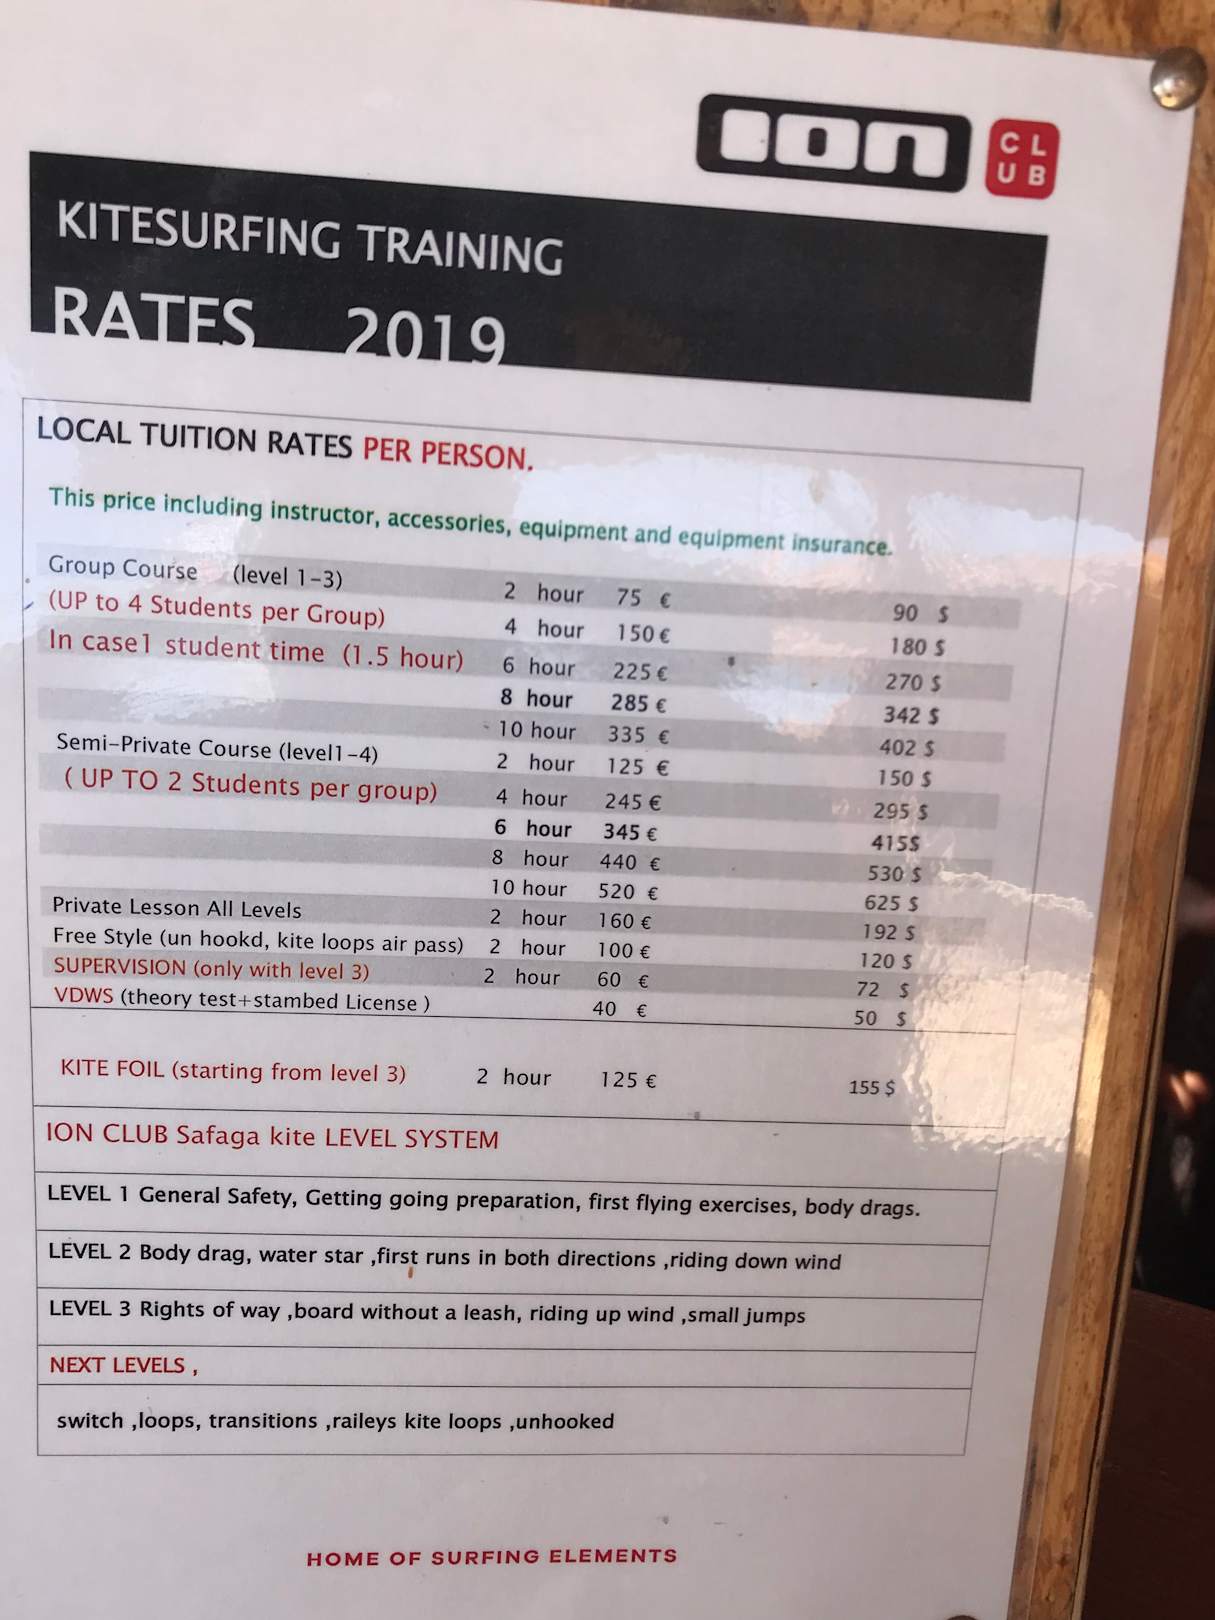 ion CLUB
KITESURFING TRAINING
RATES 2019
LOCAL TUITION RATES PER PERSON.
This price including instructor, accessories, equipment and equipment insurance.
Group Course (level 1-3) 2 hour 75 € 90 $
(UP to 4 Students per Group) 4 hour 150 € 180 $
In case1 student time (1.5 hour) 6 hour 225 € 270 $
8 hour 285 € 342 $
10 hour 335 € 402 $
Semi-Private Course (level1-4) 2 hour 125 € 150 $
( UP TO 2 Students per group) 4 hour 245 € 295 $
6 hour 345 € 415$
8 hour 440 € 530 $
10 hour 520 € 625 $
Private Lesson All Levels 2 hour 160 € 192 $
Free Style (un hookd, kite loops air pass) 2 hour 100 € 120 $
SUPERVISION (only with level 3) 2 hour 60 € 72 $
VDWS (theory test+stambed License ) 40 € 50 $
KITE FOIL (starting from level 3) 2 hour 125 € 155 $
ION CLUB Safaga kite LEVEL SYSTEM
LEVEL 1 General Safety, Getting going preparation, first flying exercises, body drags.
LEVEL 2 Body drag, water star ,first runs in both directions ,riding down wind
LEVEL 3 Rights of way ,board without a leash, riding up wind ,small jumps
NEXT LEVELS ,
switch ,loops, transitions ,raileys kite loops ,unhooked
HOME OF SURFING ELEMENTS